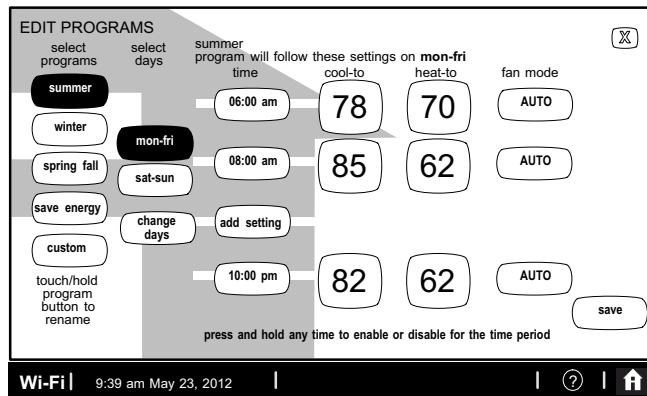 EDIT PROGRAMS
select programs
select days
summer
program will follow these settings on mon-fri
time cool-to heat-to fan mode
X
summer
winter
spring fall
save energy
custom
touch/hold
program
button to
rename
mon-fri
sat-sun
change
days
06:00 am 78 70 AUTO
08:00 am 85 62 AUTO
add setting
10:00 pm 82 62 AUTO
save
press and hold any time to enable or disable for the time period
Wi-Fi 9:39 am May 23, 2012 ?